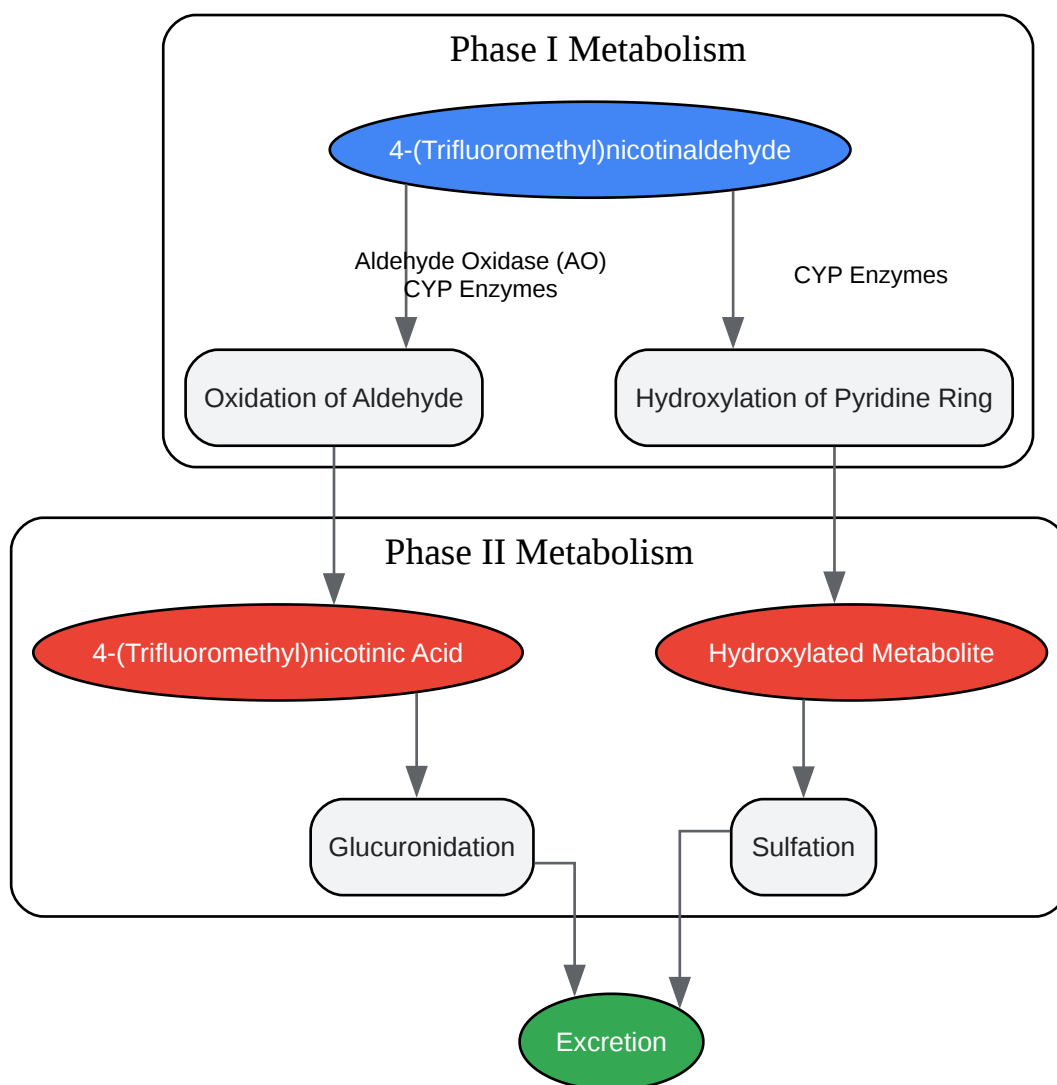 Phase I Metabolism
4-(Trifluoromethyl)nicotinaldehyde
Aldehyde Oxidase (AO)
CYP Enzymes
CYP Enzymes
Oxidation of Aldehyde
Hydroxylation of Pyridine Ring
Phase II Metabolism
4-(Trifluoromethyl)nicotinic Acid
Hydroxylated Metabolite
Glucuronidation
Sulfation
Excretion